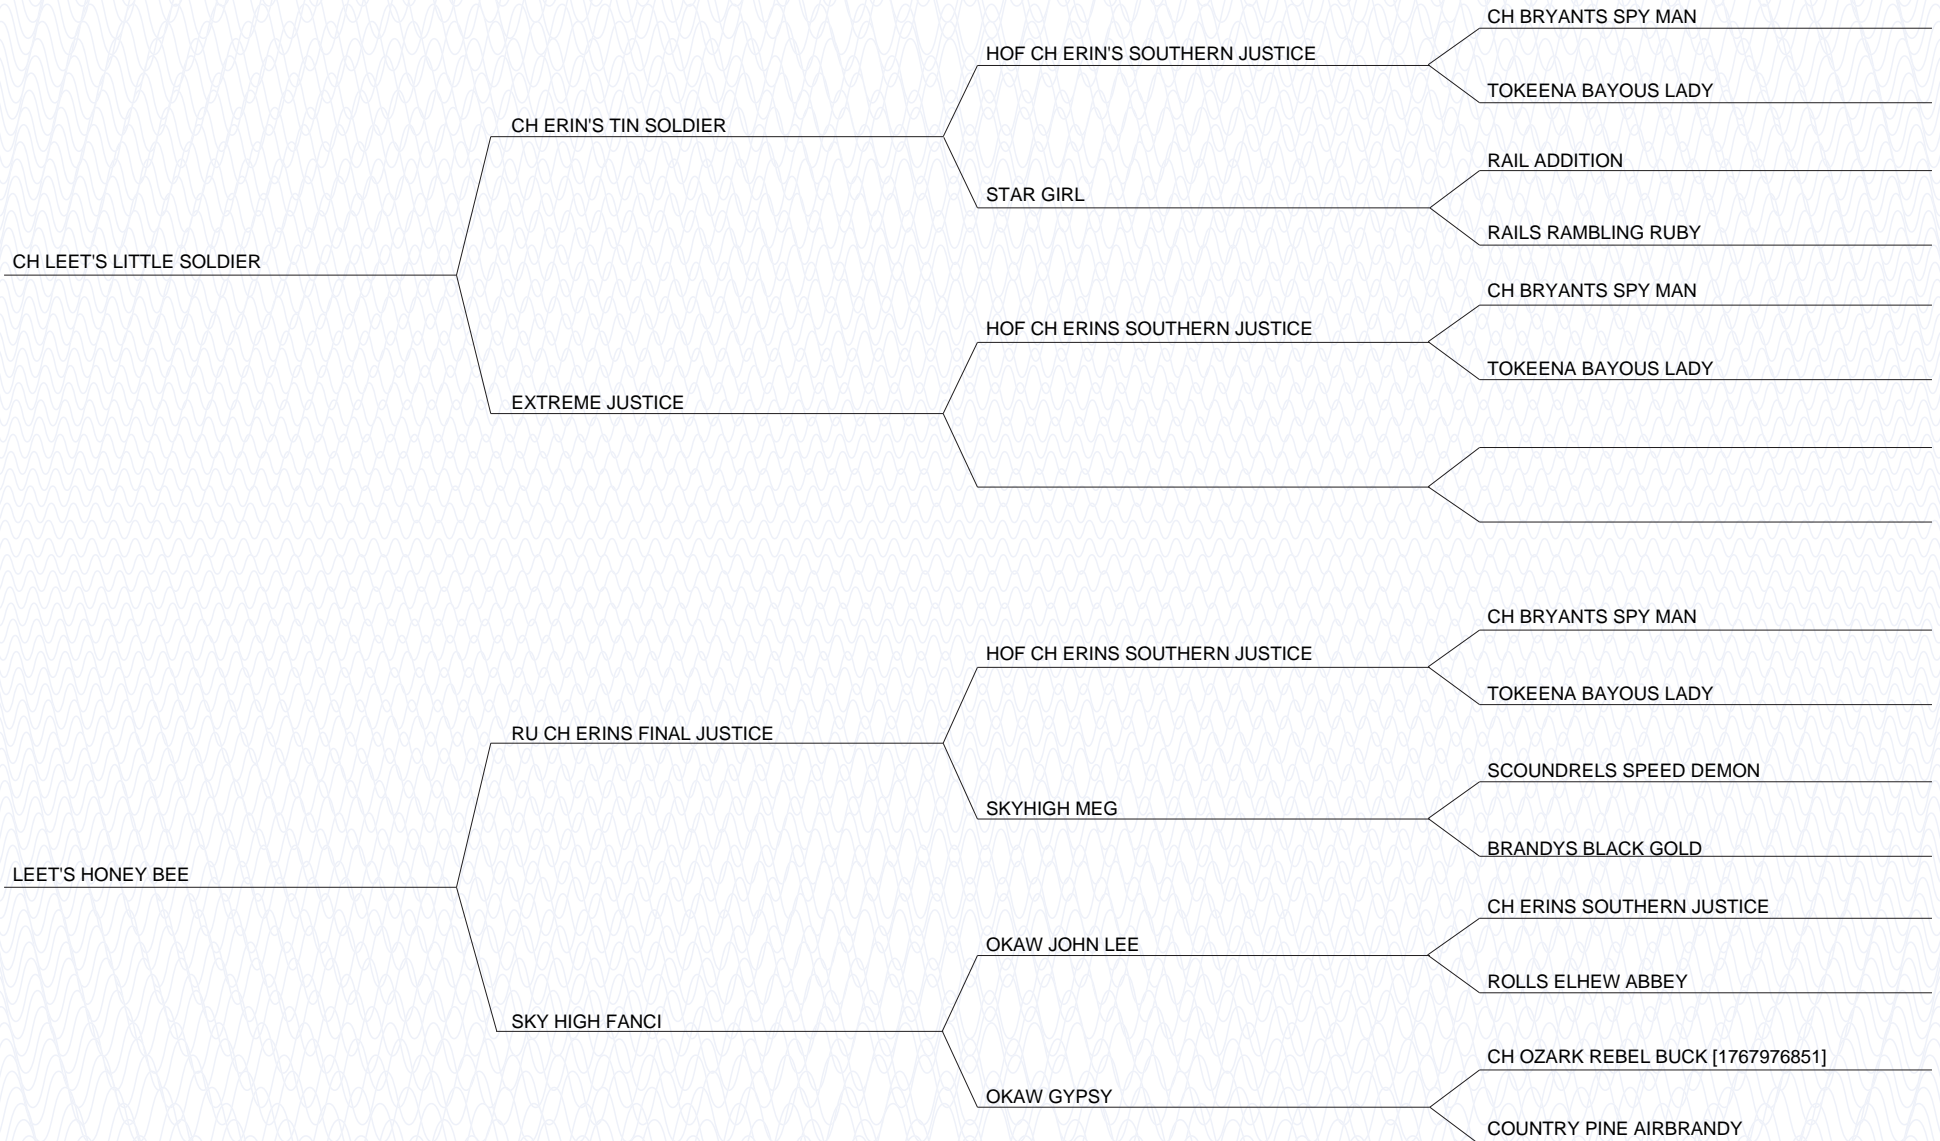 CH BRYANTS SPY MAN
HOF CH ERIN'S SOUTHERN JUSTICE
TOKEENA BAYOUS LADY
CH ERIN'S TIN SOLDIER
RAIL ADDITION
STAR GIRL
RAILS RAMBLING RUBY
CH LEET'S LITTLE SOLDIER
CH BRYANTS SPY MAN
HOF CH ERINS SOUTHERN JUSTICE
TOKEENA BAYOUS LADY
EXTREME JUSTICE
CH BRYANTS SPY MAN
HOF CH ERINS SOUTHERN JUSTICE
TOKEENA BAYOUS LADY
RU CH ERINS FINAL JUSTICE
SCOUNDRELS SPEED DEMON
SKYHIGH MEG
BRANDYS BLACK GOLD
LEET'S HONEY BEE
CH ERINS SOUTHERN JUSTICE
OKAW JOHN LEE
ROLLS ELHEW ABBEY
SKY HIGH FANCI
CH OZARK REBEL BUCK [1767976851]
OKAW GYPSY
COUNTRY PINE AIRBRANDY